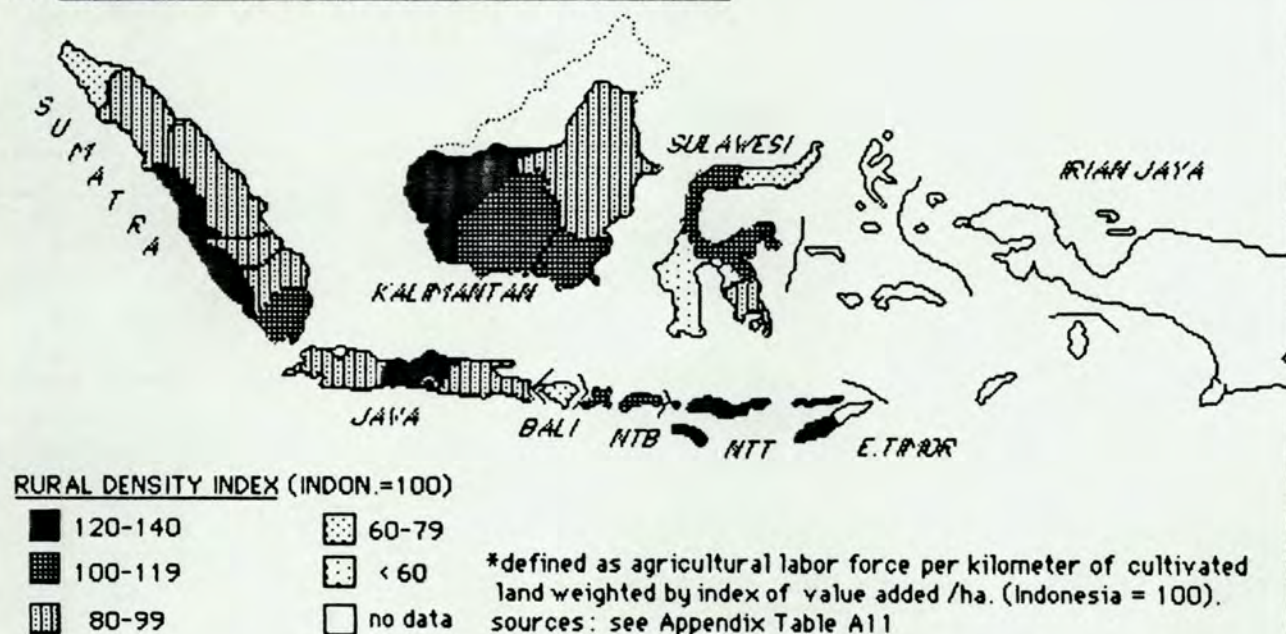 SUMATRA
KALIMANTAN
SULAWESI
IRIAN JAYA
JAVA
BALI
NTB
NTT
E.TIMOR
RURAL DENSITY INDEX (INDON.=100)
120-140
100-119
80-99
60-79
< 60
no data
*defined as agricultural labor force per kilometer of cultivated
land weighted by index of value added /ha. (Indonesia = 100).
sources: see Appendix Table A11